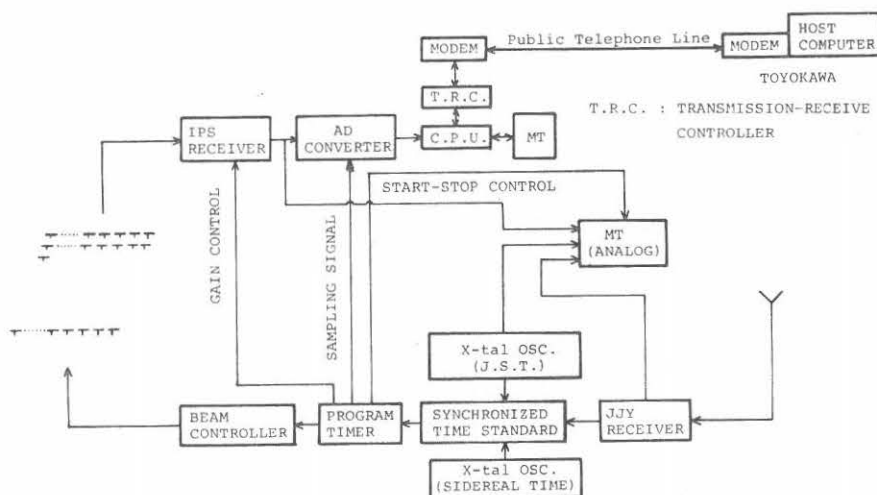 MODEM
Public Telephone Line
MODEM
HOST
COMPUTER
TOYOKAWA
T.R.C.
T.R.C. : TRANSMISSION-RECEIVE
CONTROLLER
IPS
RECEIVER
AD
CONVERTER
C.P.U.
MT
START-STOP CONTROL
GAIN CONTROL
SAMPLING SIGNAL
MT
(ANALOG)
X-tal OSC.
(J.S.T.)
BEAM
CONTROLLER
PROGRAM
TIMER
SYNCHRONIZED
TIME STANDARD
JJY
RECEIVER
X-tal OSC.
(SIDEREAL TIME)